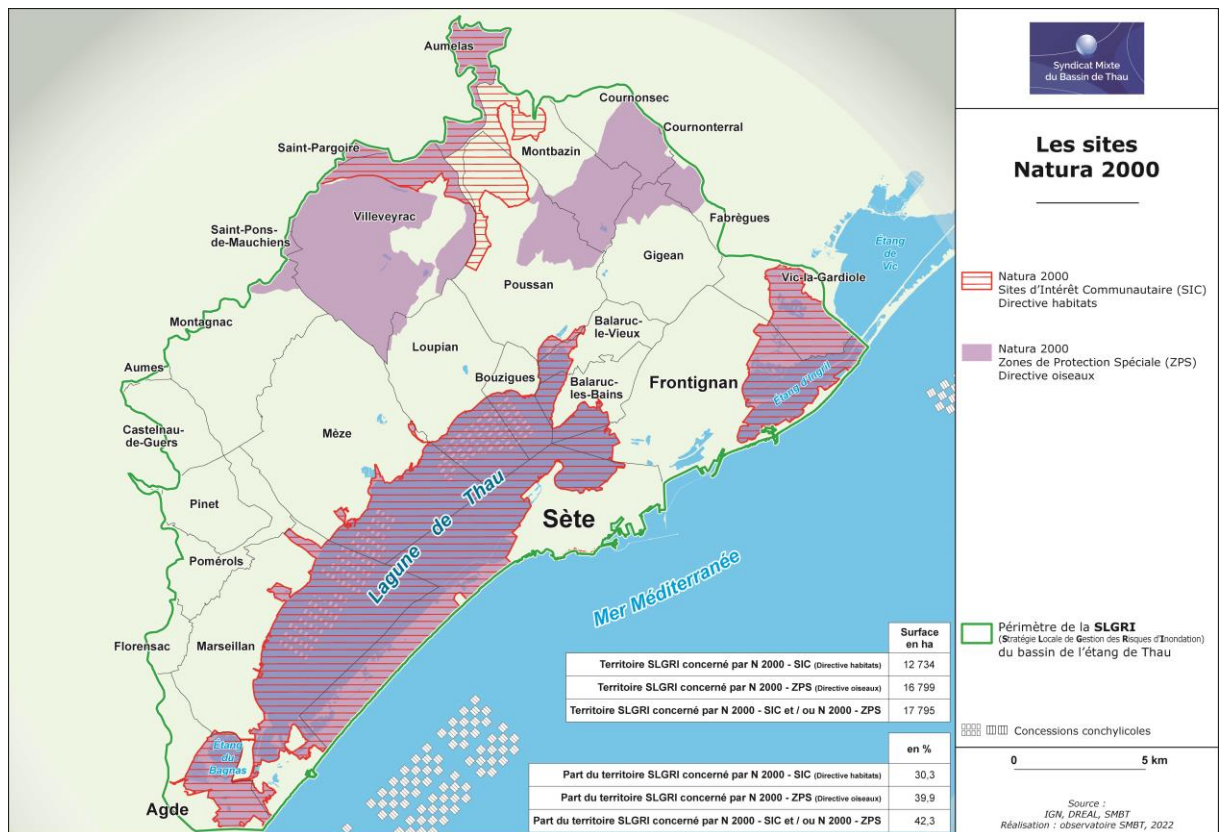 Aumelas
Cournonsec
Cournonterral
Saint-Pargoire
Montbazin
Villeveyrac
Saint-Pons-
de-Mauchiens
Fabrègues
Gigean
Étang
de
Vic
Vic-la-Gardiole
Poussan
Montagnac
Balaruc-
le-Vieux
Loupian
Aumes
Bouzigues
Balaruc-
les-Bains
Frontignan
Étang d'Ingril
Castelnau-
de-Guers
Mèze
Pinet
Lagune de Thau
Sète
Pomérols
Mer Méditerranée
Florensac
Marseillan
Étang
du
Bagnas
Agde
Surface
en ha
Territoire SLGRI concerné par N 2000 - SIC (Directive habitats) 12 734
Territoire SLGRI concerné par N 2000 - ZPS (Directive oiseaux) 16 799
Territoire SLGRI concerné par N 2000 - SIC et / ou N 2000 - ZPS 17 795
en %
Part du territoire SLGRI concerné par N 2000 - SIC (Directive habitats) 30,3
Part du territoire SLGRI concerné par N 2000 - ZPS (Directive oiseaux) 39,9
Part du territoire SLGRI concerné par N 2000 - SIC et / ou N 2000 - ZPS 42,3
Syndicat Mixte
du Bassin de Thau
Les sites
Natura 2000
Natura 2000
Sites d'Intérêt Communautaire (SIC)
Directive habitats
Natura 2000
Zones de Protection Spéciale (ZPS)
Directive oiseaux
Périmètre de la SLGRI
(Stratégie Locale de Gestion des Risques d'Inondation)
du bassin de l'étang de Thau
Concessions conchylicoles
0 5 km
Source :
IGN, DREAL, SMBT
Réalisation : observatoire SMBT, 2022